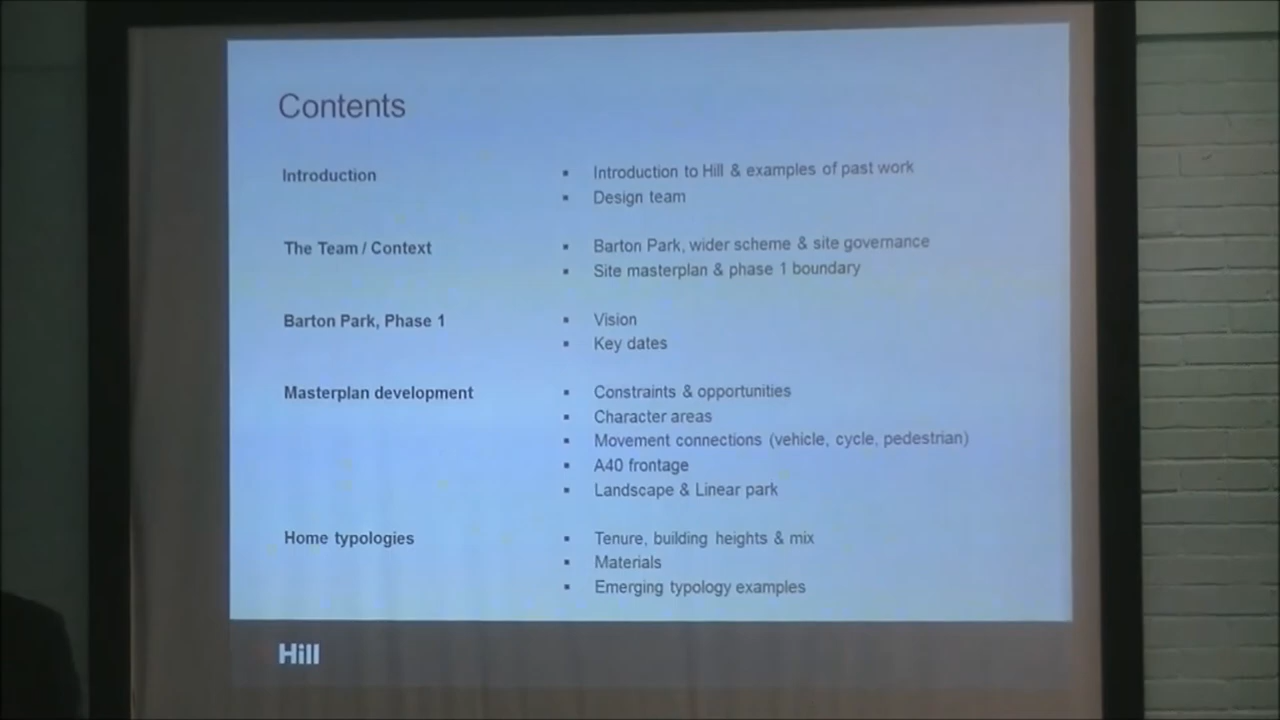 Contents
Introduction
▪ Introduction to Hill & examples of past work
▪ Design team
The Team / Context
▪ Barton Park, wider scheme & site governance
▪ Site masterplan & phase 1 boundary
Barton Park, Phase 1
▪ Vision
▪ Key dates
Masterplan development
▪ Constraints & opportunities
▪ Character areas
▪ Movement connections (vehicle, cycle, pedestrian)
▪ A40 frontage
▪ Landscape & Linear park
Home typologies
▪ Tenure, building heights & mix
▪ Materials
▪ Emerging typology examples
Hill